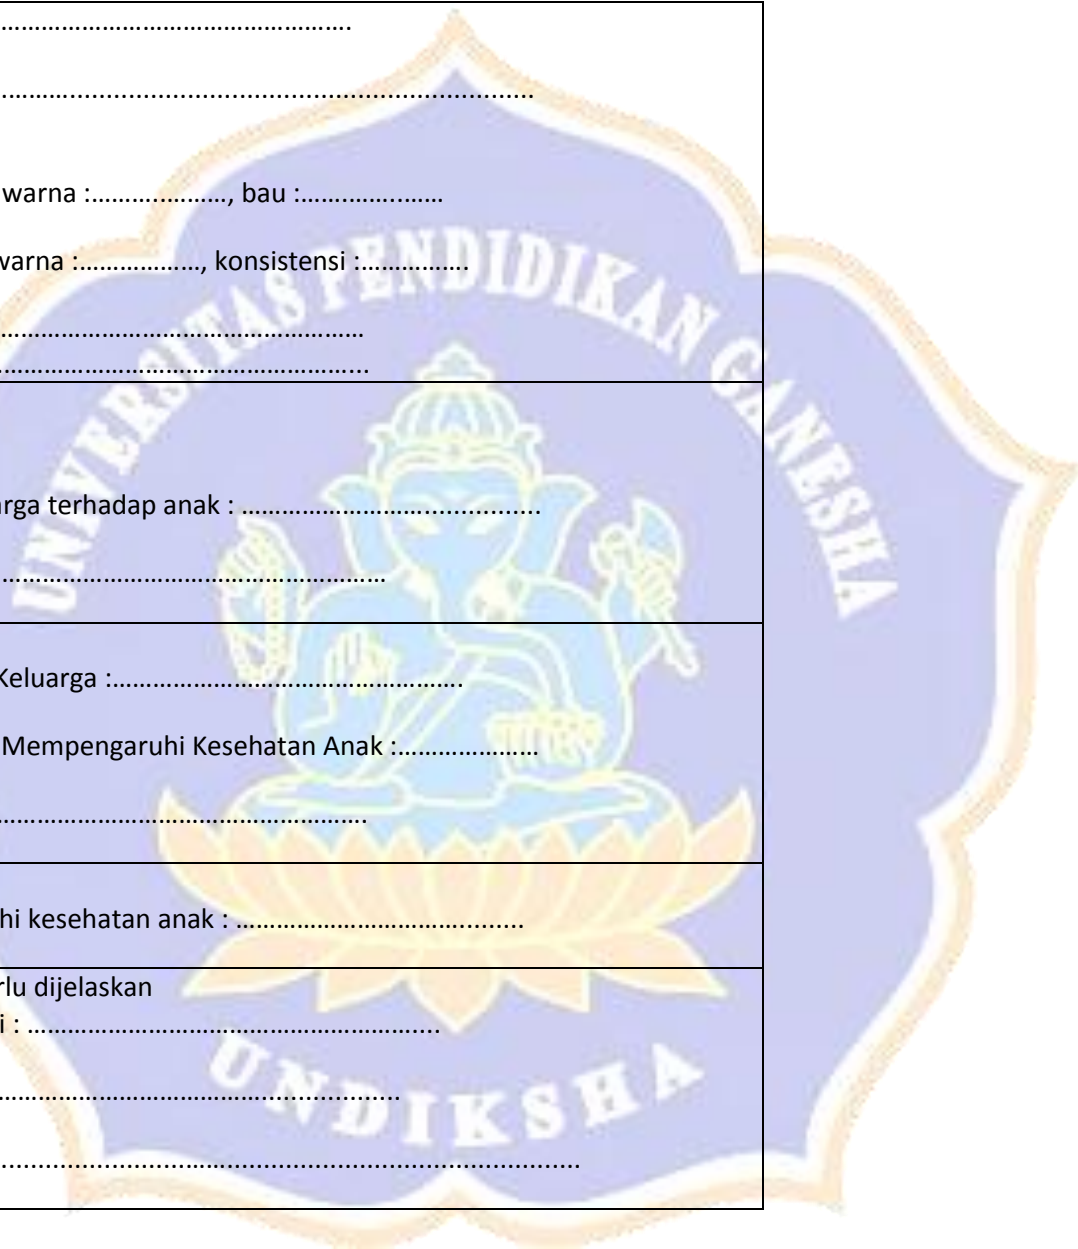 ……………………………………………….
………...............................................................
warna :………..………, bau :…….……..……
warna :………………, konsistensi :…………….
………………………………………………
……………………………………………….
arga terhadap anak : ………………………..................
………………………………………………….
Keluarga :…………………………………………….
Mempengaruhi Kesehatan Anak :…………………
……………………………………………….
hi kesehatan anak : ……………………………..........
rlu dijelaskan
i : …………………………………………………....
……………………………………....................
...............................................................................
UNIVERSITAS PENDIDIKAN GANESHA
UNDIKSHA